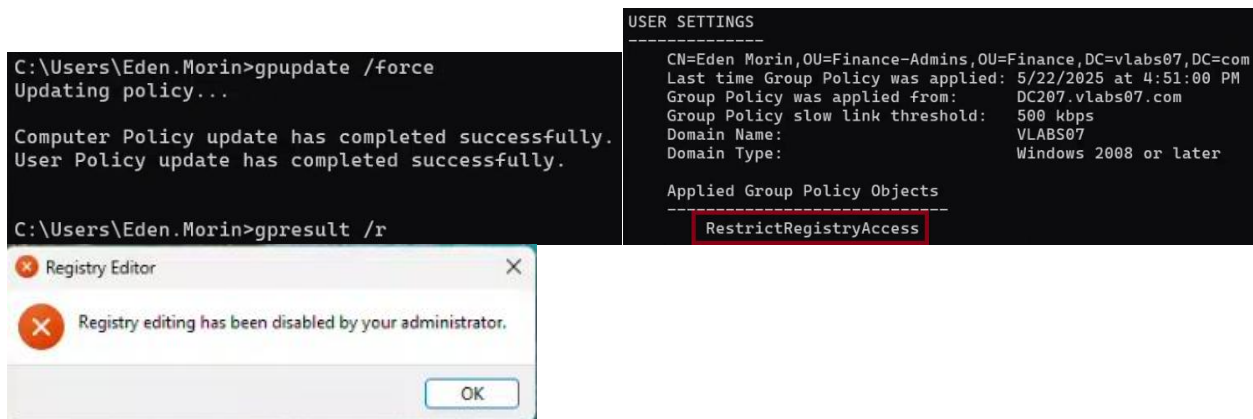 C:\Users\Eden.Morin>gpupdate /force
Updating policy...
Computer Policy update has completed successfully.
User Policy update has completed successfully.
C:\Users\Eden.Morin>gpresult /r
USER SETTINGS
--------------
CN=Eden Morin,OU=Finance-Admins,OU=Finance,DC=vlabs07,DC=com
Last time Group Policy was applied: 5/22/2025 at 4:51:00 PM
Group Policy was applied from: DC207.vlabs07.com
Group Policy slow link threshold: 500 kbps
Domain Name: VLABS07
Domain Type: Windows 2008 or later
Applied Group Policy Objects
-----------------------------
RestrictRegistryAccess
Registry Editor
Registry editing has been disabled by your administrator.
OK